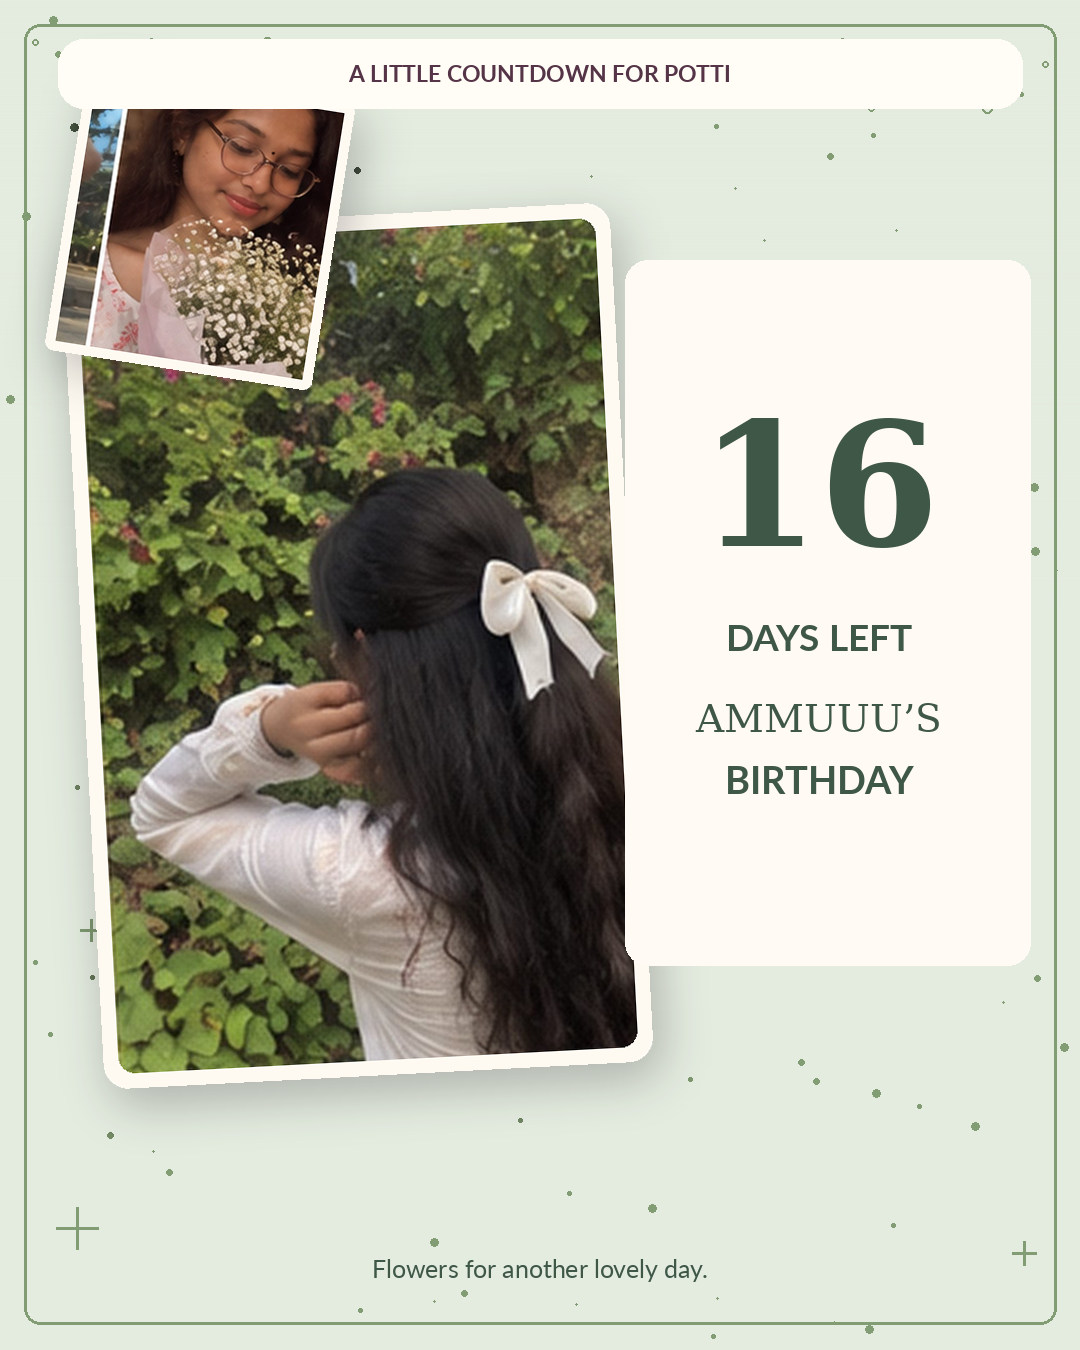 A LITTLE COUNTDOWN FOR POTTI
16
DAYS LEFT
AMMUUU’S
BIRTHDAY
Flowers for another lovely day.